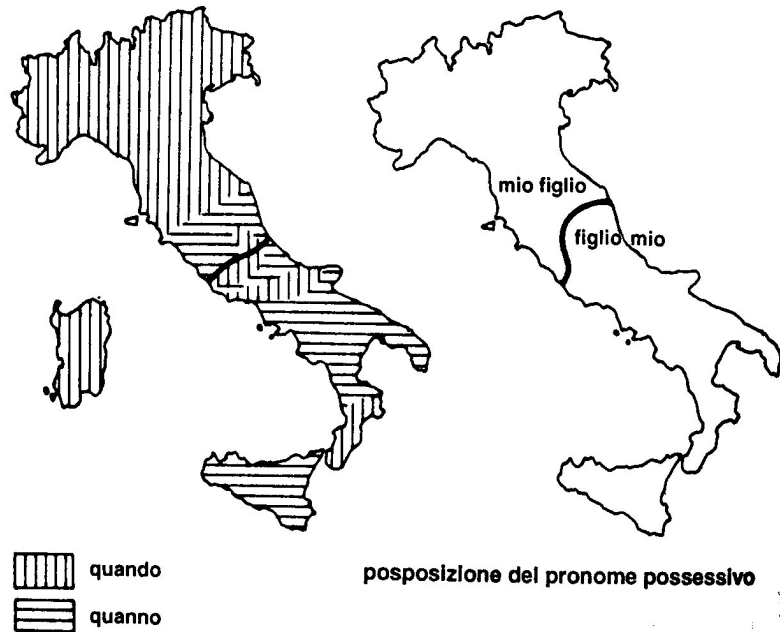 mio figlio
figlio mio
quando
quanno
posposizione del pronome possessivo